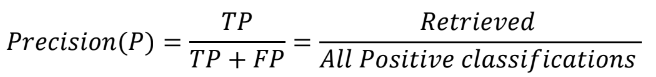 Precision(P) = TP / TP + FP = Retrieved / All Positive classifications